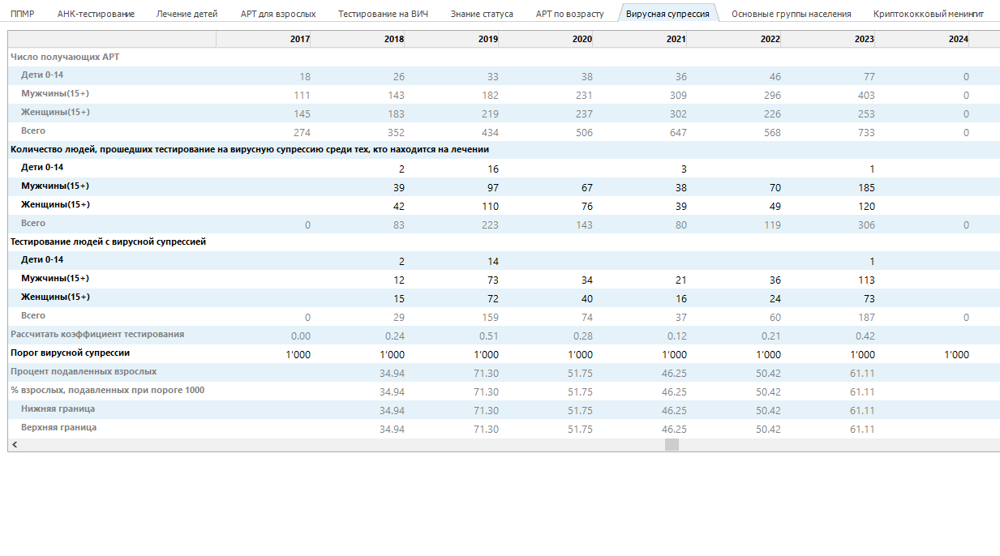 ППМР АНК-тестирование Лечение детей АРТ для взрослых Тестирование на ВИЧ Знание статуса АРТ по возрасту Вирусная супрессия Основные группы населения Криптококковый менингит
2017 2018 2019 2020 2021 2022 2023 2024
Число получающих АРТ
Дети 0-14 18 26 33 38 36 46 77 0
Мужчины(15+) 111 143 182 231 309 296 403 0
Женщины(15+) 145 183 219 237 302 226 253 0
Всего 274 352 434 506 647 568 733 0
Количество людей, прошедших тестирование на вирусную супрессию среди тех, кто находится на лечении
Дети 0-14 2 16 3 1
Мужчины(15+) 39 97 67 38 70 185
Женщины(15+) 42 110 76 39 49 120
Всего 0 83 223 143 80 119 306 0
Тестирование людей с вирусной супрессией
Дети 0-14 2 14 1
Мужчины(15+) 12 73 34 21 36 113
Женщины(15+) 15 72 40 16 24 73
Всего 0 29 159 74 37 60 187 0
Рассчитать коэффициент тестирования 0.00 0.24 0.51 0.28 0.12 0.21 0.42
Порог вирусной супрессии 1'000 1'000 1'000 1'000 1'000 1'000 1'000 1'000
Процент подавленных взрослых 34.94 71.30 51.75 46.25 50.42 61.11
% взрослых, подавленных при пороге 1000 34.94 71.30 51.75 46.25 50.42 61.11
Нижняя граница 34.94 71.30 51.75 46.25 50.42 61.11
Верхняя граница 34.94 71.30 51.75 46.25 50.42 61.11